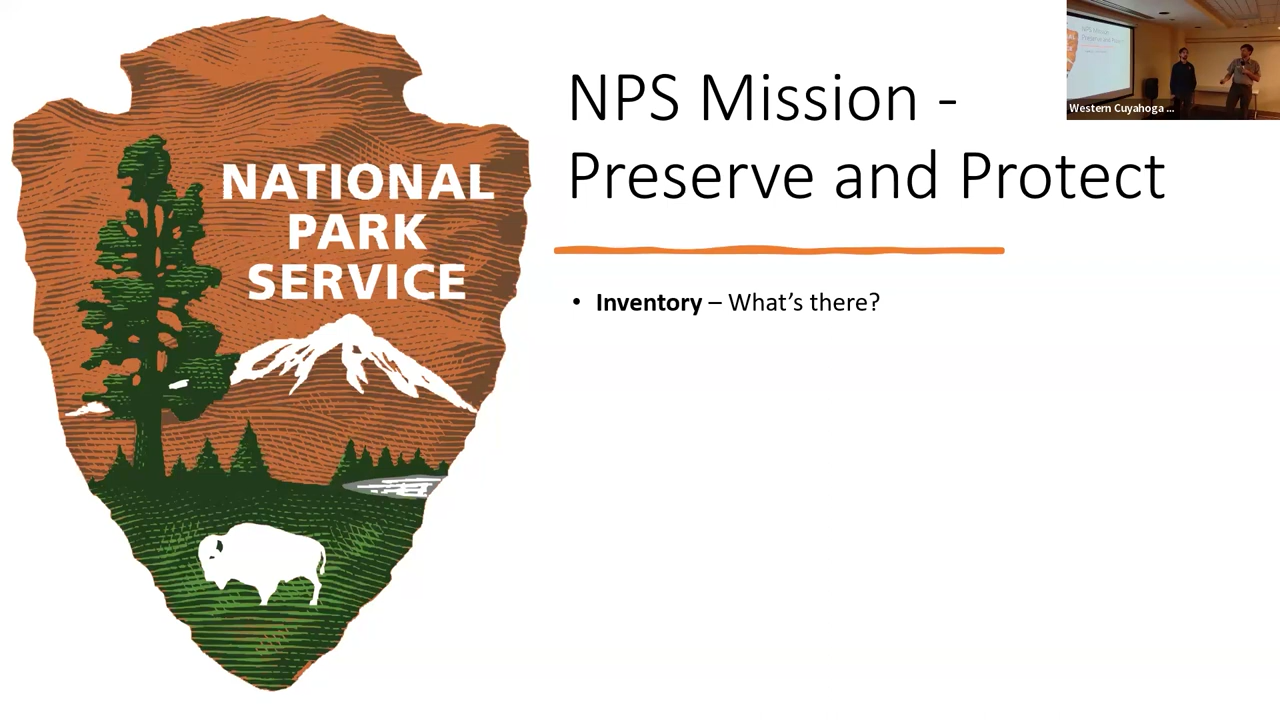 NATIONAL
PARK
SERVICE
NPS Mission -
Preserve and Protect
• Inventory – What’s there?
Western Cuyahoga ...